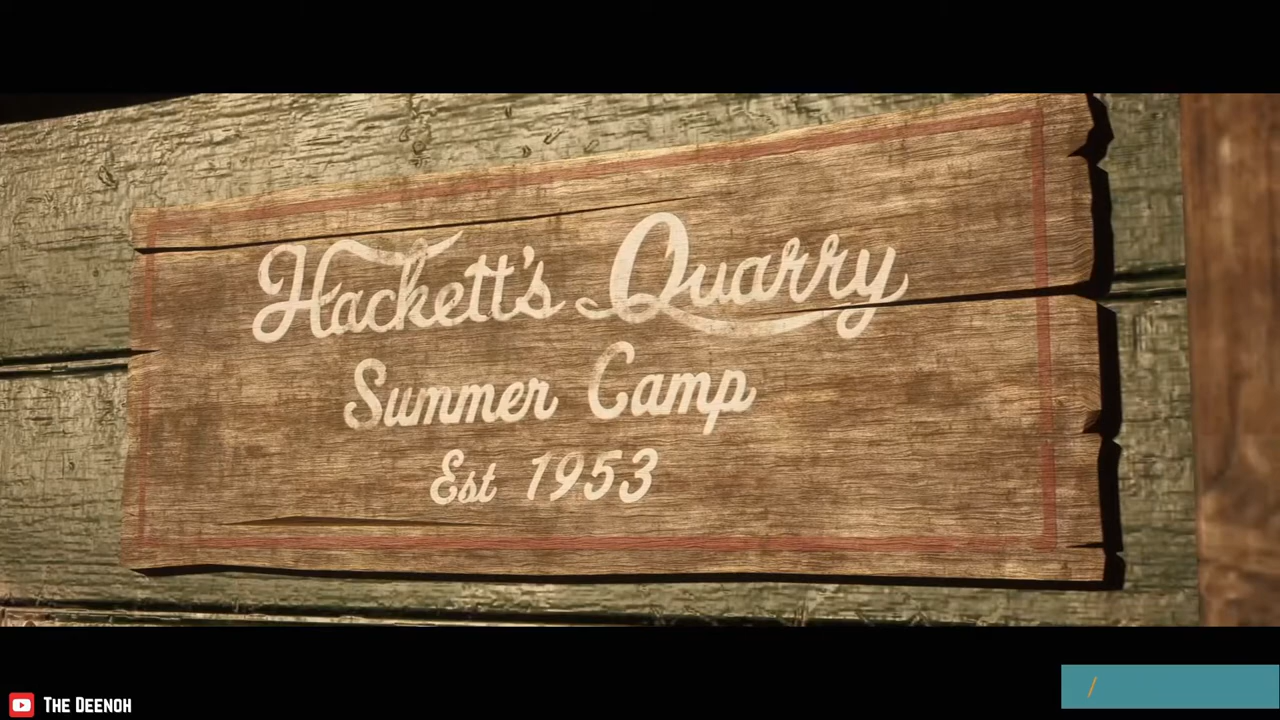 Hackett's Quarry
Summer Camp
Est 1953
THE DEENOH
/